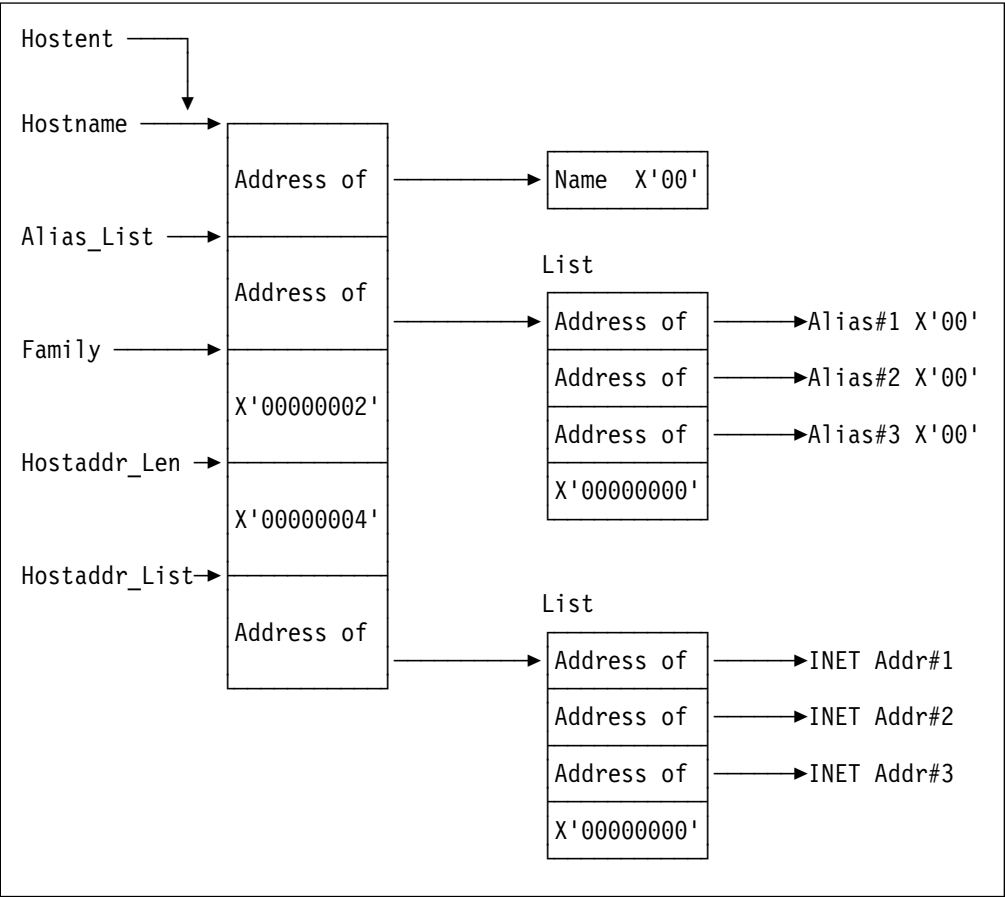 Hostent
Hostname
Address of
Name X'00'
Alias_List
List
Address of
Address of Alias#1 X'00'
Family
Address of Alias#2 X'00'
X'00000002'
Address of Alias#3 X'00'
Hostaddr_Len
X'00000000'
X'00000004'
Hostaddr_List
List
Address of
Address of INET Addr#1
Address of INET Addr#2
Address of INET Addr#3
X'00000000'